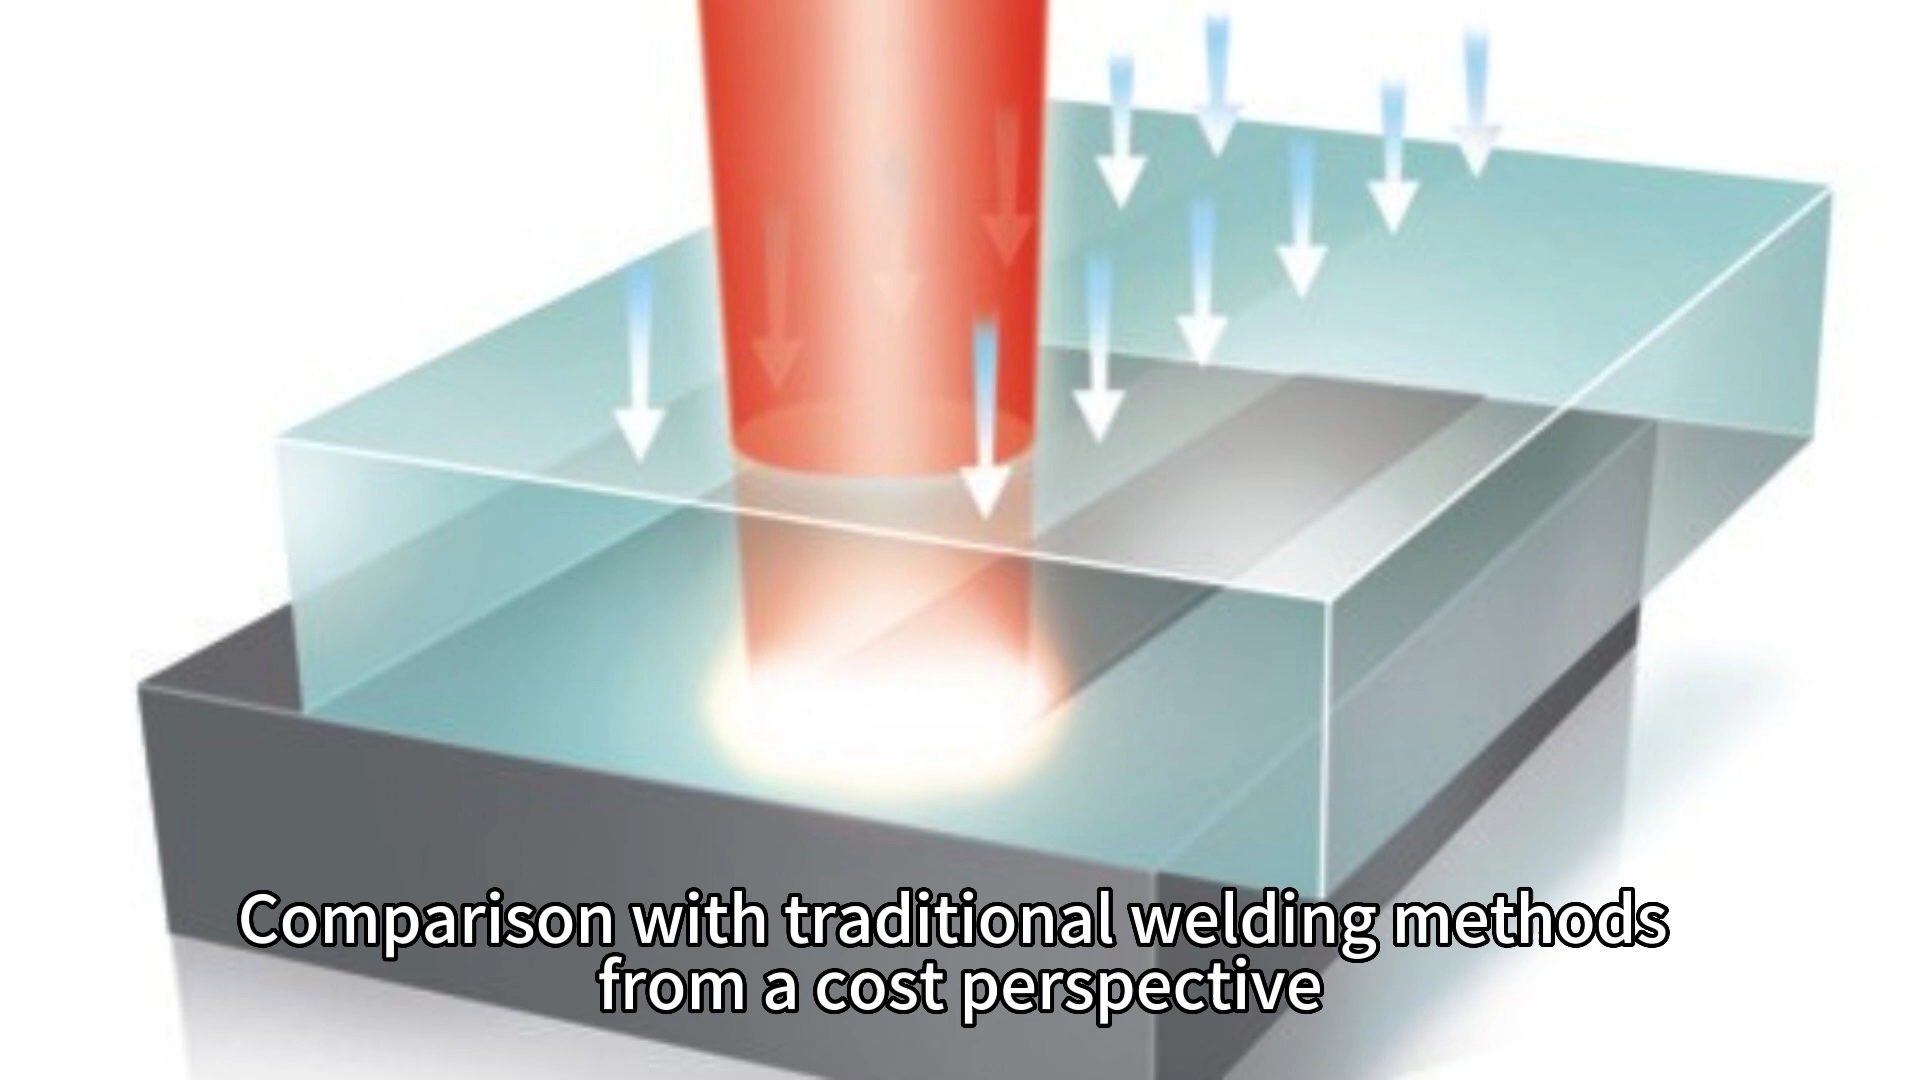 Comparison with traditional welding methods
from a cost perspective